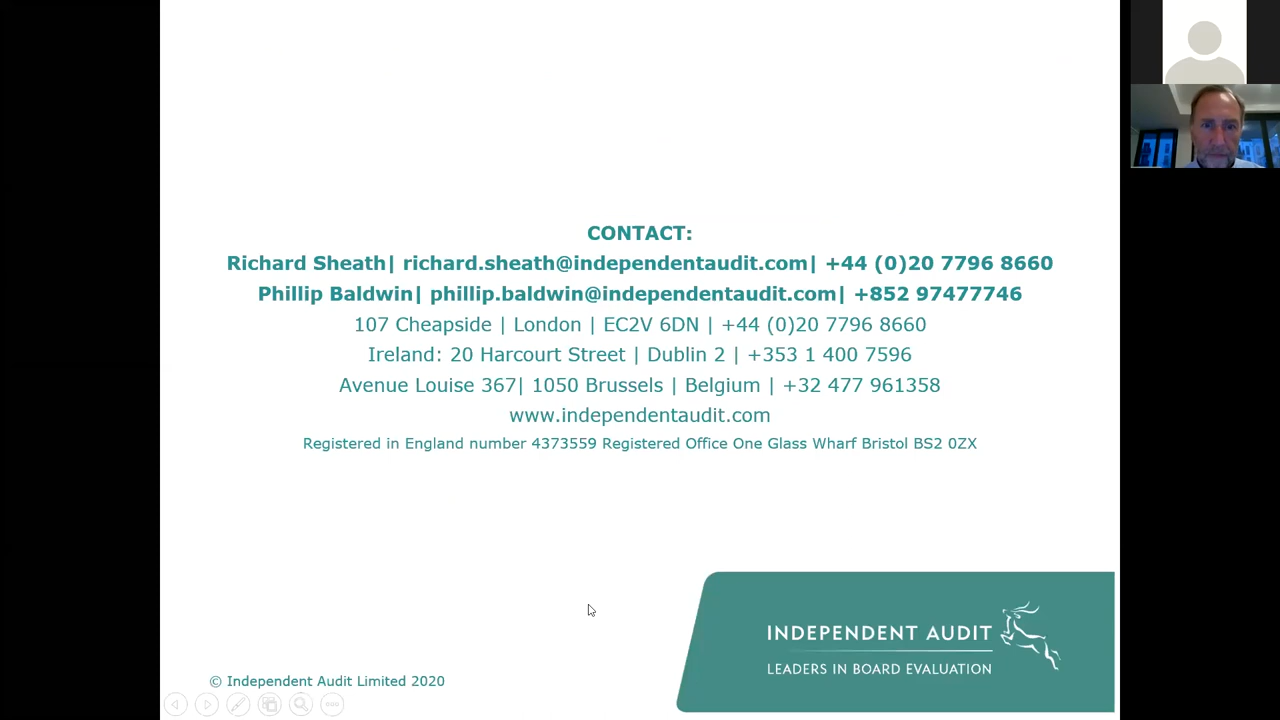 CONTACT:
Richard Sheath| richard.sheath@independentaudit.com| +44 (0)20 7796 8660
Phillip Baldwin| phillip.baldwin@independentaudit.com| +852 97477746
107 Cheapside | London | EC2V 6DN | +44 (0)20 7796 8660
Ireland: 20 Harcourt Street | Dublin 2 | +353 1 400 7596
Avenue Louise 367| 1050 Brussels | Belgium | +32 477 961358
www.independentaudit.com
Registered in England number 4373559 Registered Office One Glass Wharf Bristol BS2 0ZX
INDEPENDENT AUDIT
LEADERS IN BOARD EVALUATION
© Independent Audit Limited 2020